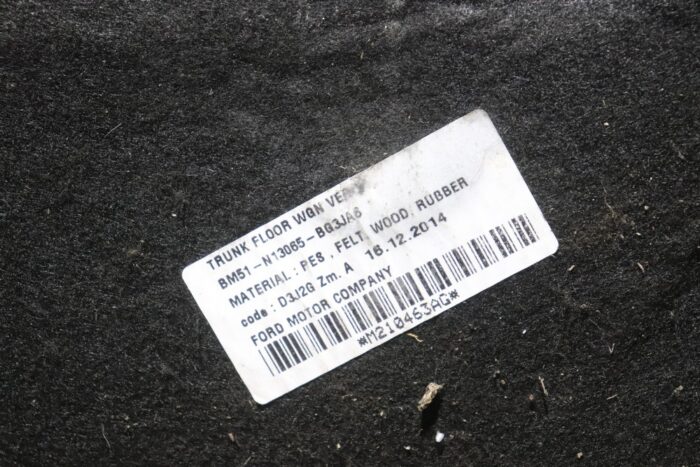 TRUNK FLOOR WGN
BM51-N13065-BG3JA6
MATERIAL : PES , FELT, WOOD, RUBBER
code : D3J2G Zm. A 16.12.2014
FORD MOTOR COMPANY
*M210463AG*